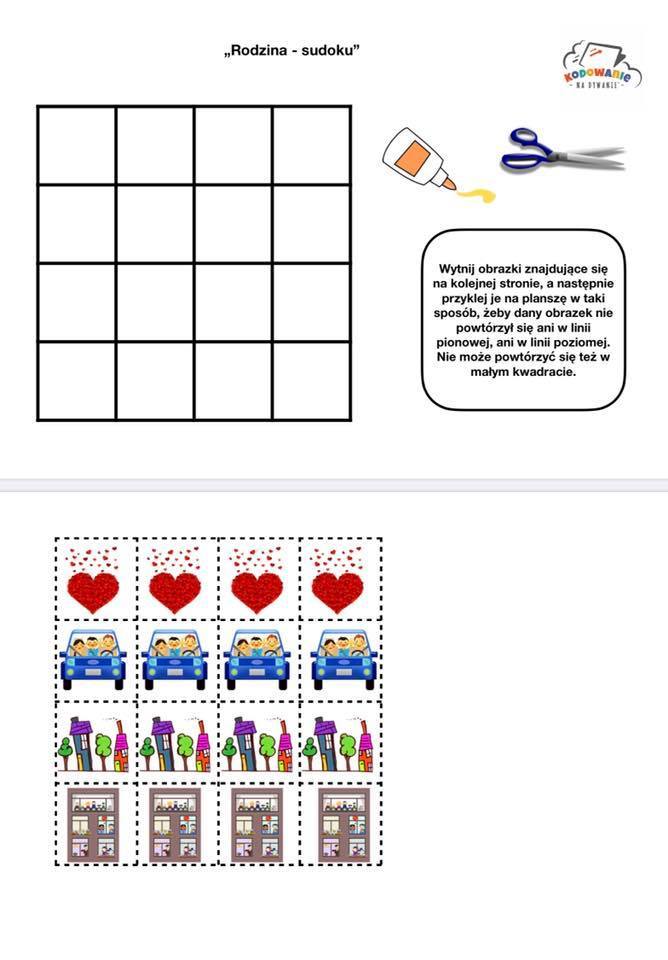 „Rodzina - sudoku”
KODOWANIE
- NA DYWANIE -
Wytnij obrazki znajdujące się
na kolejnej stronie, a następnie
przyklej je na planszę w taki
sposób, żeby dany obrazek nie
powtórzył się ani w linii
pionowej, ani w linii poziomej.
Nie może powtórzyć się też w
małym kwadracie.